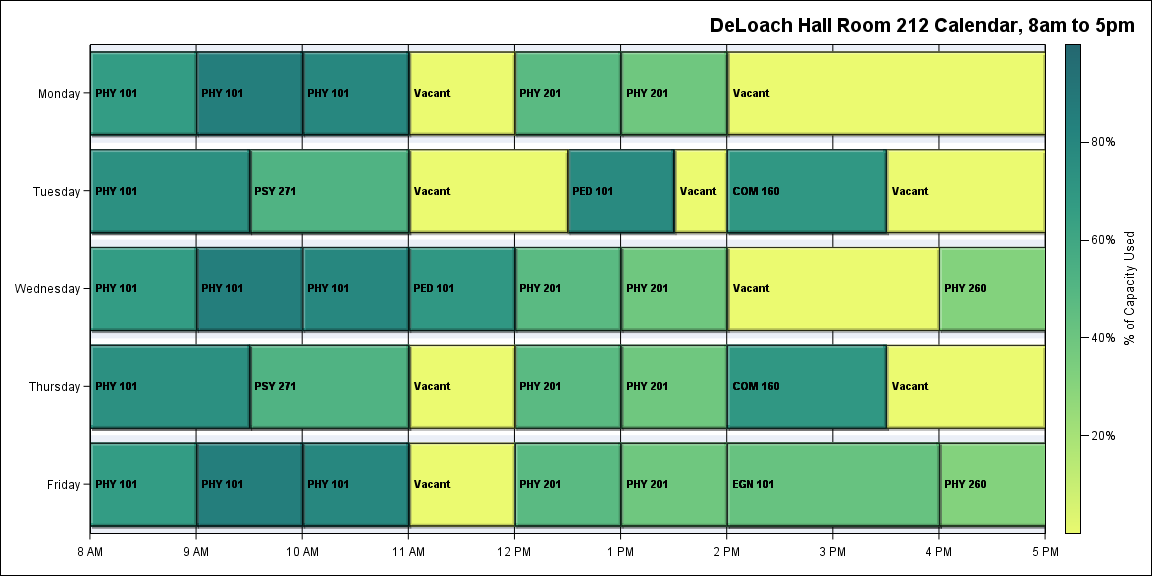 DeLoach Hall Room 212 Calendar, 8am to 5pm
Monday
PHY 101
PHY 101
PHY 101
Vacant
PHY 201
PHY 201
Vacant
Tuesday
PHY 101
PSY 271
Vacant
PED 101
Vacant
COM 160
Vacant
Wednesday
PHY 101
PHY 101
PHY 101
PED 101
PHY 201
PHY 201
Vacant
PHY 260
Thursday
PHY 101
PSY 271
Vacant
PHY 201
PHY 201
COM 160
Vacant
Friday
PHY 101
PHY 101
PHY 101
Vacant
PHY 201
PHY 201
EGN 101
PHY 260
8 AM
9 AM
10 AM
11 AM
12 PM
1 PM
2 PM
3 PM
4 PM
5 PM
80%
60%
40%
20%
% of Capacity Used